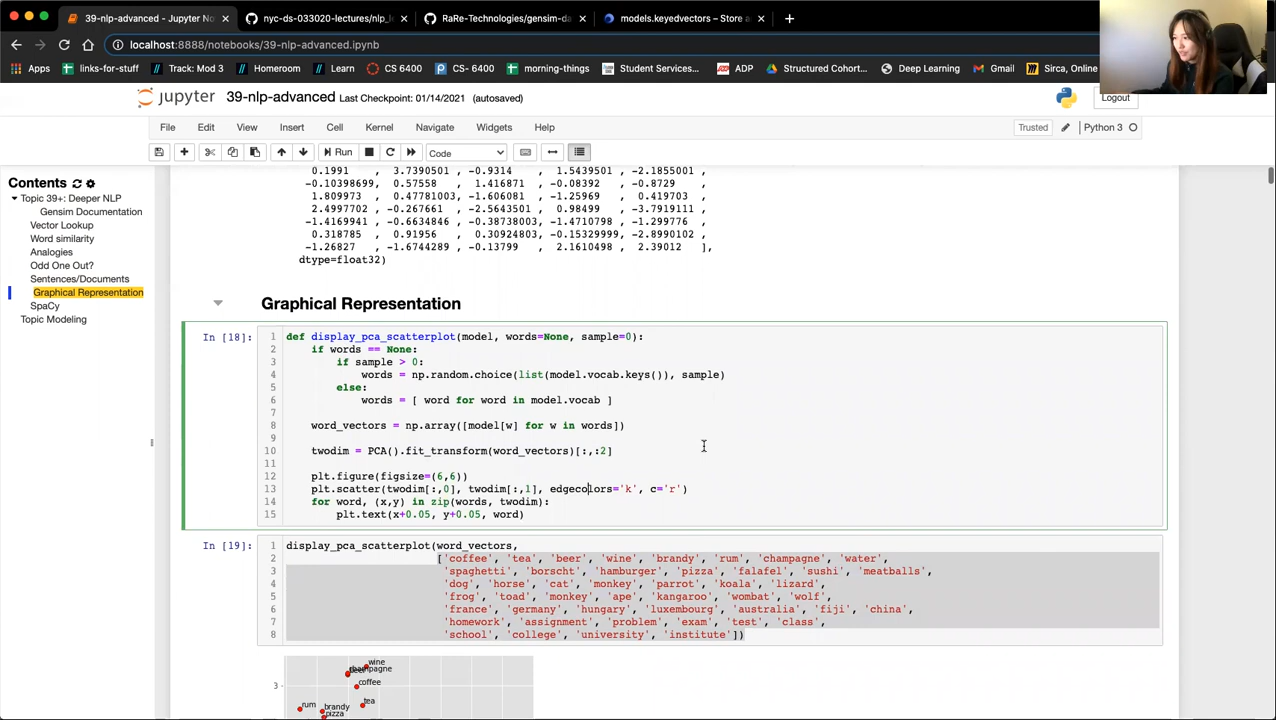 39-nlp-advanced - Jupyter Not
nyc-ds-033020-lectures/nlp_le
RaRe-Technologies/gensim-da
models.keyedvectors – Store a
localhost:8888/notebooks/39-nlp-advanced.ipynb
Apps links-for-stuff Track: Mod 3 Homeroom Learn CS 6400 CS- 6400 morning-things Student Services... ADP Structured Cohort... Deep Learning Gmail Sirca, Online
jupyter 39-nlp-advanced Last Checkpoint: 01/14/2021 (autosaved)
Logout
File Edit View Insert Cell Kernel Navigate Widgets Help
Trusted Python 3
Run Code
Contents
Topic 39+: Deeper NLP
Gensim Documentation
Vector Lookup
Word similarity
Analogies
Odd One Out?
Sentences/Documents
Graphical Representation
SpaCy
Topic Modeling
0.1991 , 3.7390501 , -0.9314 , 1.5439501 , -2.1855001 ,
-0.10398699, 0.57558 , 1.416871 , -0.08392 , -0.8729 ,
1.809973 , 0.47781003, -1.606081 , -1.25969 , 0.419703 ,
2.4997702 , -0.267661 , -2.5643501 , 0.98499 , -3.7919111 ,
-1.4169941 , -0.6634846 , -0.38738003, -1.4710798 , -1.299776 ,
0.318785 , 0.91956 , 0.30924803, -0.15329999, -2.8990102 ,
-1.26827 , -1.6744289 , -0.13799 , 2.1610498 , 2.39012 ],
dtype=float32)
Graphical Representation
In [18]:
1 def display_pca_scatterplot(model, words=None, sample=0):
2 if words == None:
3 if sample > 0:
4 words = np.random.choice(list(model.vocab.keys()), sample)
5 else:
6 words = [ word for word in model.vocab ]
7
8 word_vectors = np.array([model[w] for w in words])
9
10 twodim = PCA().fit_transform(word_vectors)[:,:2]
11
12 plt.figure(figsize=(6,6))
13 plt.scatter(twodim[:,0], twodim[:,1], edgecolors='k', c='r')
14 for word, (x,y) in zip(words, twodim):
15 plt.text(x+0.05, y+0.05, word)
In [19]:
1 display_pca_scatterplot(word_vectors,
2 ['coffee', 'tea', 'beer', 'wine', 'brandy', 'rum', 'champagne', 'water',
3 'spaghetti', 'borscht', 'hamburger', 'pizza', 'falafel', 'sushi', 'meatballs',
4 'dog', 'horse', 'cat', 'monkey', 'parrot', 'koala', 'lizard',
5 'frog', 'toad', 'monkey', 'ape', 'kangaroo', 'wombat', 'wolf',
6 'france', 'germany', 'hungary', 'luxembourg', 'australia', 'fiji', 'china',
7 'homework', 'assignment', 'problem', 'exam', 'test', 'class',
8 'school', 'college', 'university', 'institute'])
wine
champagne
3
coffee
tea
rum
brandy
pizza